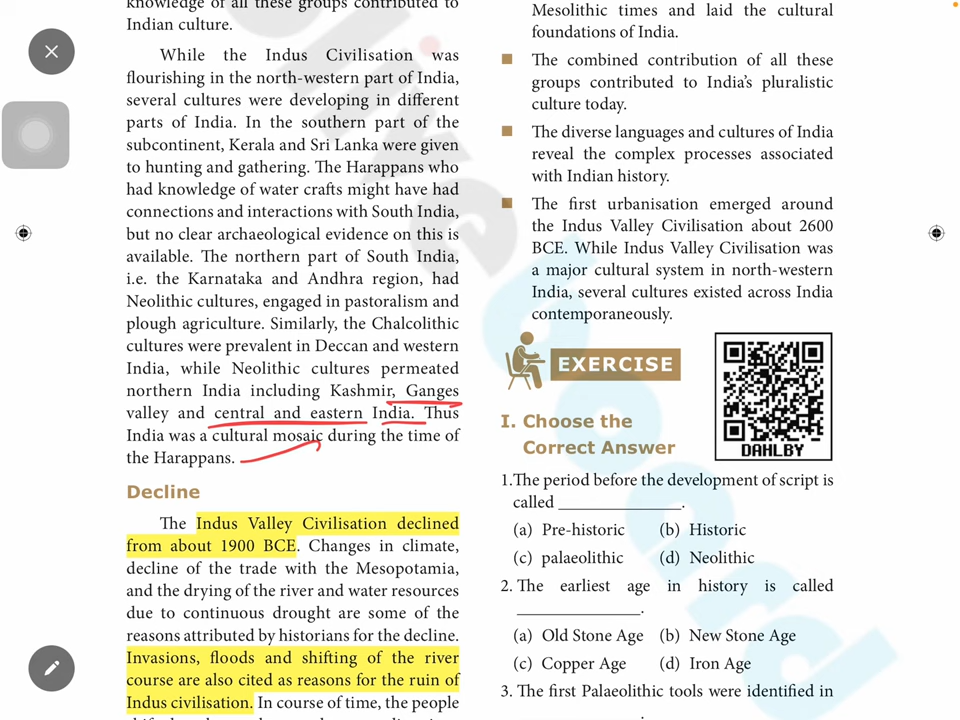 knowledge of all these groups contributed to
Indian culture.
While the Indus Civilisation was
flourishing in the north-western part of India,
several cultures were developing in different
parts of India. In the southern part of the
subcontinent, Kerala and Sri Lanka were given
to hunting and gathering. The Harappans who
had knowledge of water crafts might have had
connections and interactions with South India,
but no clear archaeological evidence on this is
available. The northern part of South India,
i.e. the Karnataka and Andhra region, had
Neolithic cultures, engaged in pastoralism and
plough agriculture. Similarly, the Chalcolithic
cultures were prevalent in Deccan and western
India, while Neolithic cultures permeated
northern India including Kashmir, Ganges
valley and central and eastern India. Thus
India was a cultural mosaic during the time of
the Harappans.
Decline
The Indus Valley Civilisation declined
from about 1900 BCE. Changes in climate,
decline of the trade with the Mesopotamia,
and the drying of the river and water resources
due to continuous drought are some of the
reasons attributed by historians for the decline.
Invasions, floods and shifting of the river
course are also cited as reasons for the ruin of
Indus civilisation. In course of time, the people
Mesolithic times and laid the cultural
foundations of India.
The combined contribution of all these
groups contributed to India's pluralistic
culture today.
The diverse languages and cultures of India
reveal the complex processes associated
with Indian history.
The first urbanisation emerged around
the Indus Valley Civilisation about 2600
BCE. While Indus Valley Civilisation was
a major cultural system in north-western
India, several cultures existed across India
contemporaneously.
EXERCISE
DAHLBY
I. Choose the
Correct Answer
1.The period before the development of script is
called ______________.
(a) Pre-historic (b) Historic
(c) palaeolithic (d) Neolithic
2. The earliest age in history is called
______________.
(a) Old Stone Age (b) New Stone Age
(c) Copper Age (d) Iron Age
3. The first Palaeolithic tools were identified in
______________.